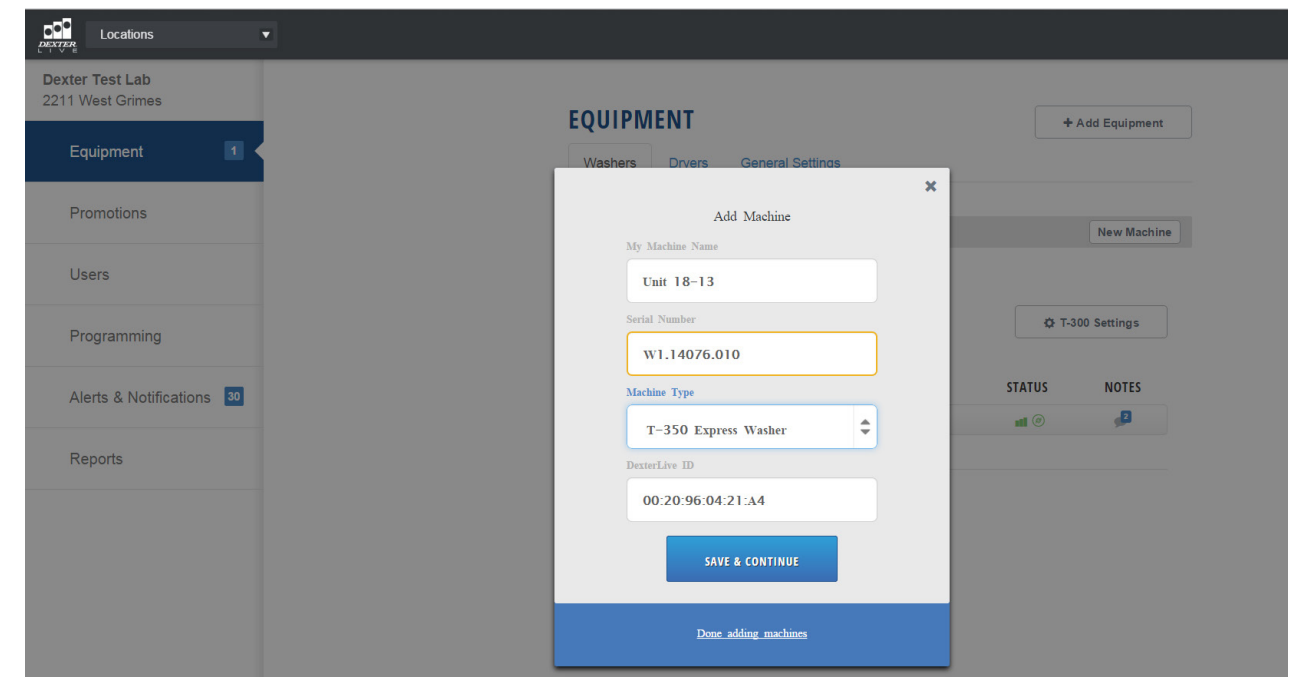 DEXTER
LIVE
Locations
Dexter Test Lab
2211 West Grimes
Equipment 1
Promotions
Users
Programming
Alerts & Notifications 30
Reports
EQUIPMENT
+ Add Equipment
Washers Dryers General Settings
New Machine
T-300 Settings
STATUS NOTES
2
Add Machine
My Machine Name
Unit 18-13
Serial Number
W1.14076.010
Machine Type
T-350 Express Washer
DexterLive ID
00:20:96:04:21:A4
SAVE & CONTINUE
Done adding machines